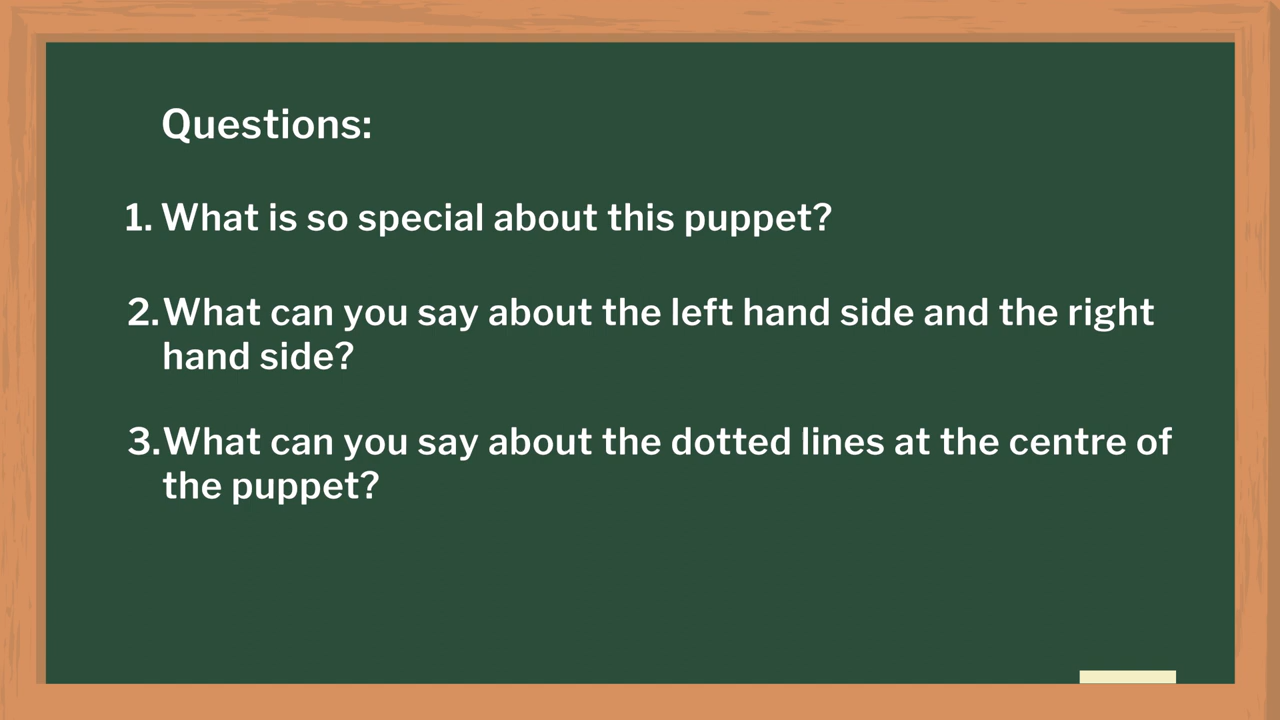 Questions:
1. What is so special about this puppet?
2. What can you say about the left hand side and the right
hand side?
3. What can you say about the dotted lines at the centre of
the puppet?